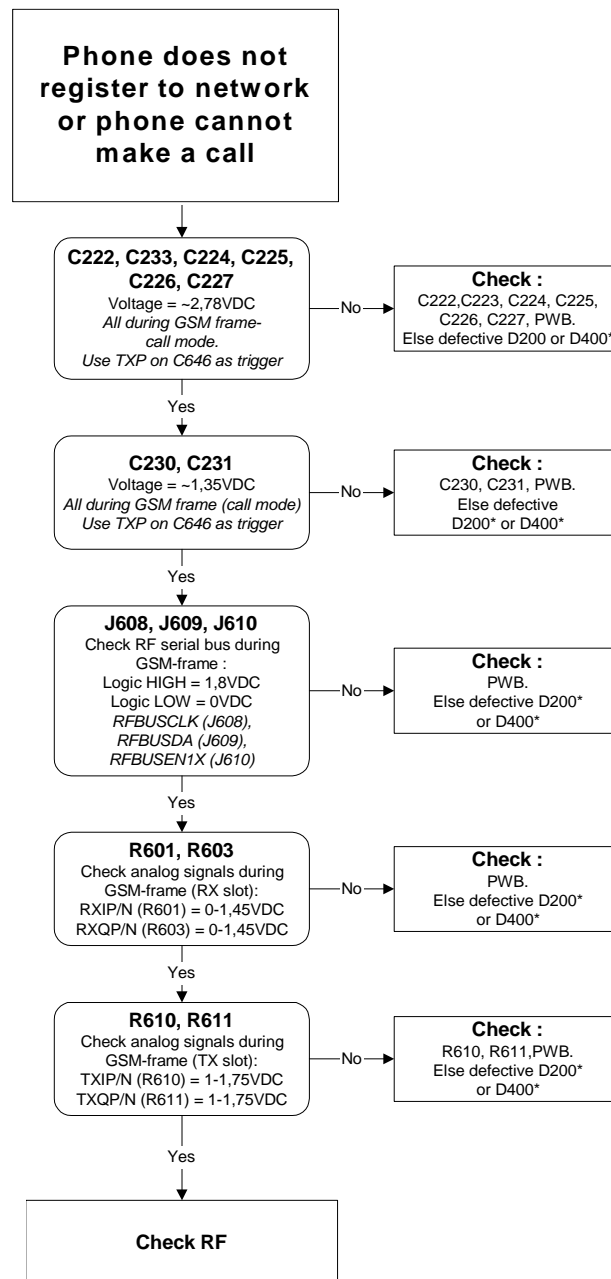 Phone does not
register to network
or phone cannot
make a call
C222, C233, C224, C225,
C226, C227
Voltage = ~2,78VDC
All during GSM frame-
call mode.
Use TXP on C646 as trigger
No
Check :
C222,C223, C224, C225,
C226, C227, PWB.
Else defective D200 or D400*
Yes
C230, C231
Voltage = ~1,35VDC
All during GSM frame (call mode)
Use TXP on C646 as trigger
No
Check :
C230, C231, PWB.
Else defective
D200* or D400*
Yes
J608, J609, J610
Check RF serial bus during
GSM-frame :
Logic HIGH = 1,8VDC
Logic LOW = 0VDC
RFBUSCLK (J608),
RFBUSDA (J609),
RFBUSEN1X (J610)
No
Check :
PWB.
Else defective D200*
or D400*
Yes
R601, R603
Check analog signals during
GSM-frame (RX slot):
RXIP/N (R601) = 0-1,45VDC
RXQP/N (R603) = 0-1,45VDC
No
Check :
PWB.
Else defective D200*
or D400*
Yes
R610, R611
Check analog signals during
GSM-frame (TX slot):
TXIP/N (R610) = 1-1,75VDC
TXQP/N (R611) = 1-1,75VDC
No
Check :
R610, R611,PWB.
Else defective D200*
or D400*
Yes
Check RF